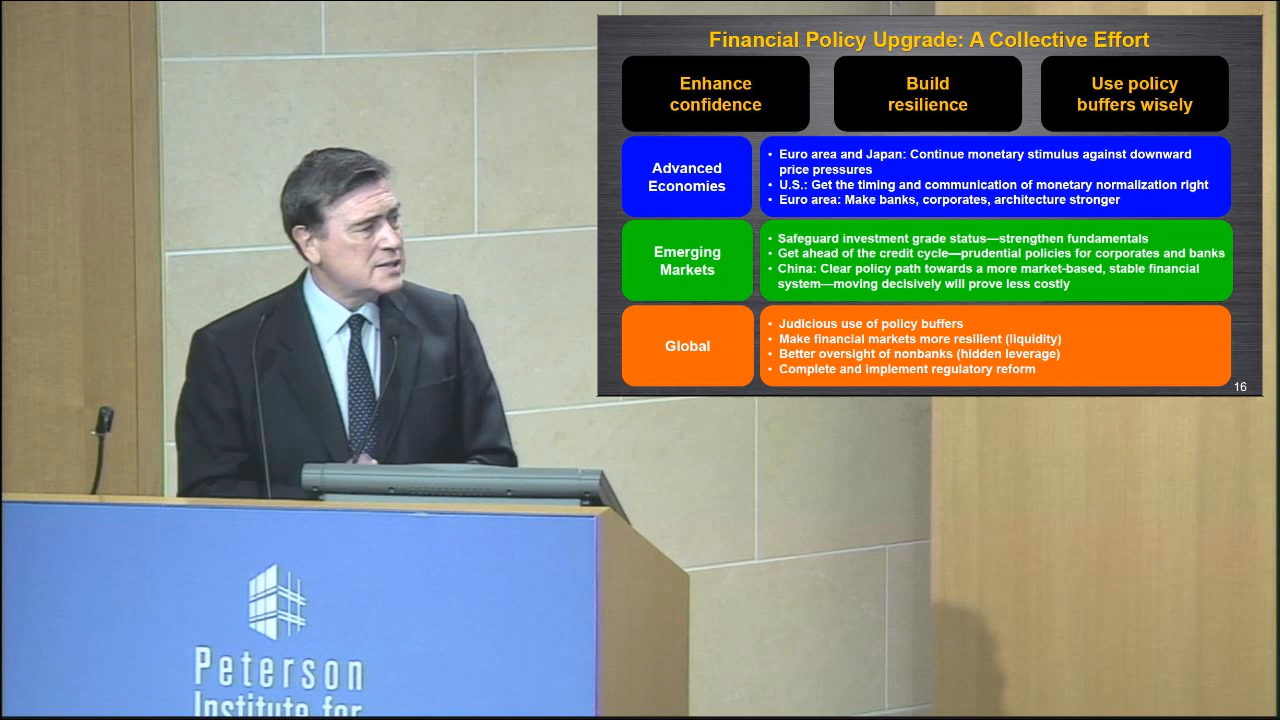 Financial Policy Upgrade: A Collective Effort
Enhance
confidence
Build
resilience
Use policy
buffers wisely
Advanced
Economies
• Euro area and Japan: Continue monetary stimulus against downward
price pressures
• U.S.: Get the timing and communication of monetary normalization right
• Euro area: Make banks, corporates, architecture stronger
Emerging
Markets
• Safeguard investment grade status—strengthen fundamentals
• Get ahead of the credit cycle—prudential policies for corporates and banks
• China: Clear policy path towards a more market-based, stable financial
system—moving decisively will prove less costly
Global
• Judicious use of policy buffers
• Make financial markets more resilient (liquidity)
• Better oversight of nonbanks (hidden leverage)
• Complete and implement regulatory reform
16
Peterson
Institute for